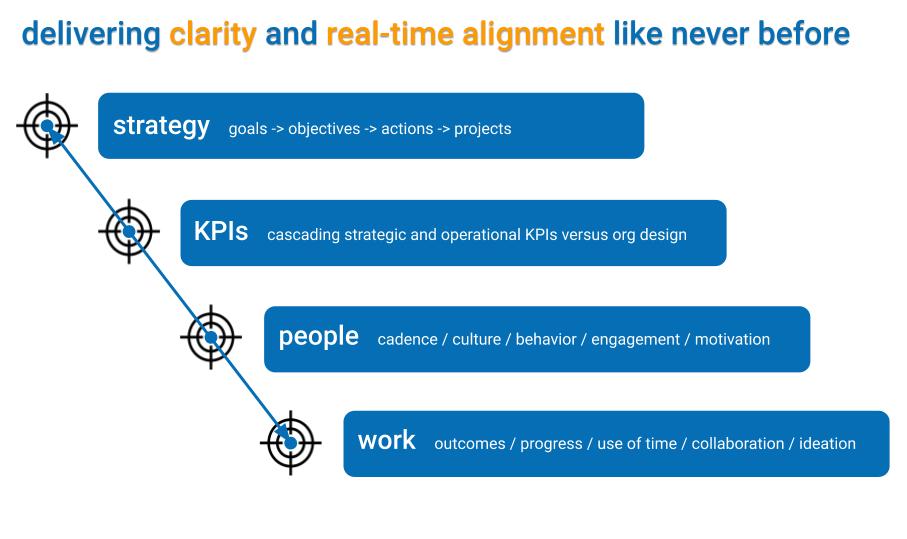 delivering clarity and real-time alignment like never before
strategy goals -> objectives -> actions -> projects
KPIs cascading strategic and operational KPIs versus org design
people cadence / culture / behavior / engagement / motivation
work outcomes / progress / use of time / collaboration / ideation